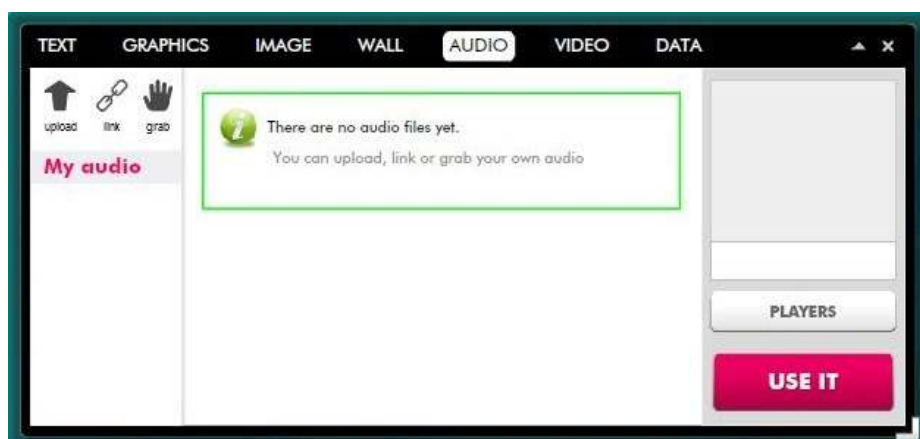 TEXT GRAPHICS IMAGE WALL AUDIO VIDEO DATA
upload link grab
My audio
There are no audio files yet.
You can upload, link or grab your own audio
PLAYERS
USE IT